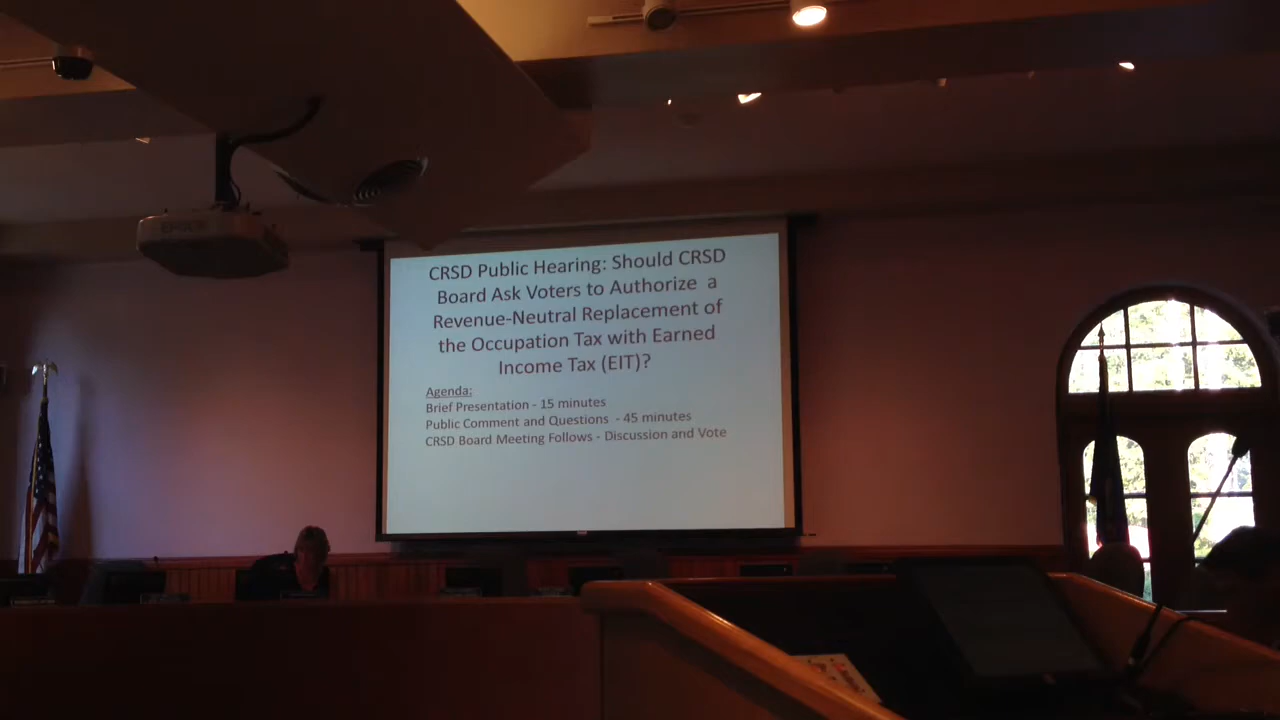 CRSD Public Hearing: Should CRSD
Board Ask Voters to Authorize a
Revenue-Neutral Replacement of
the Occupation Tax with Earned
Income Tax (EIT)?
Agenda:
Brief Presentation - 15 minutes
Public Comment and Questions - 45 minutes
CRSD Board Meeting Follows - Discussion and Vote